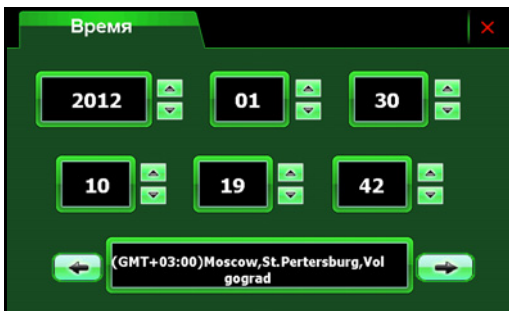 Время
2012 01 30
10 19 42
(GMT+03:00)Moscow,St.Pertersburg,Vol
gograd